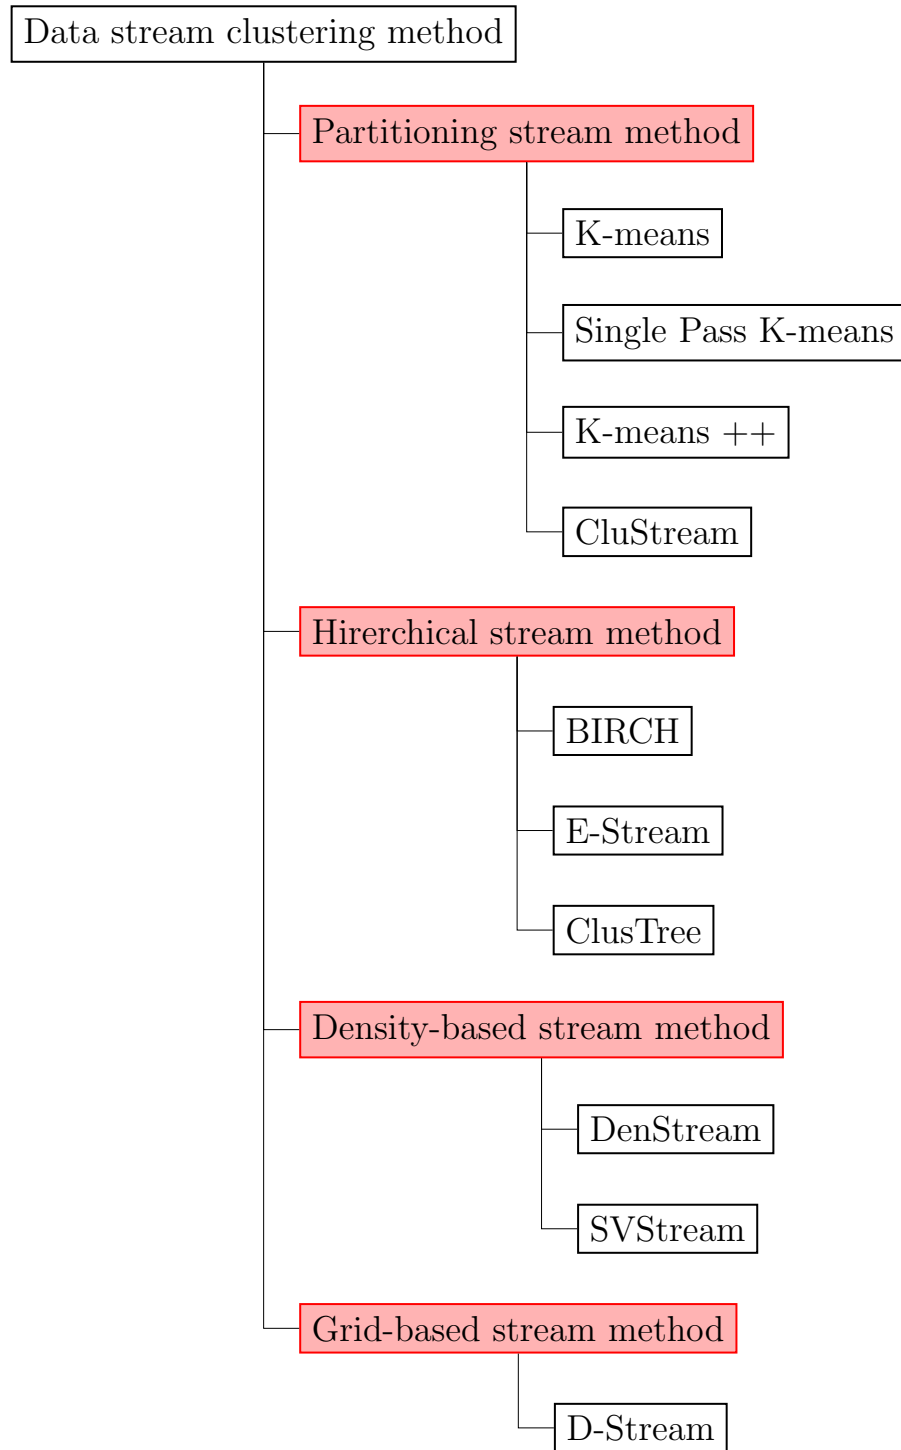 Data stream clustering method
Partitioning stream method
K-means
Single Pass K-means
K-means ++
CluStream
Hirerchical stream method
BIRCH
E-Stream
ClusTree
Density-based stream method
DenStream
SVStream
Grid-based stream method
D-Stream